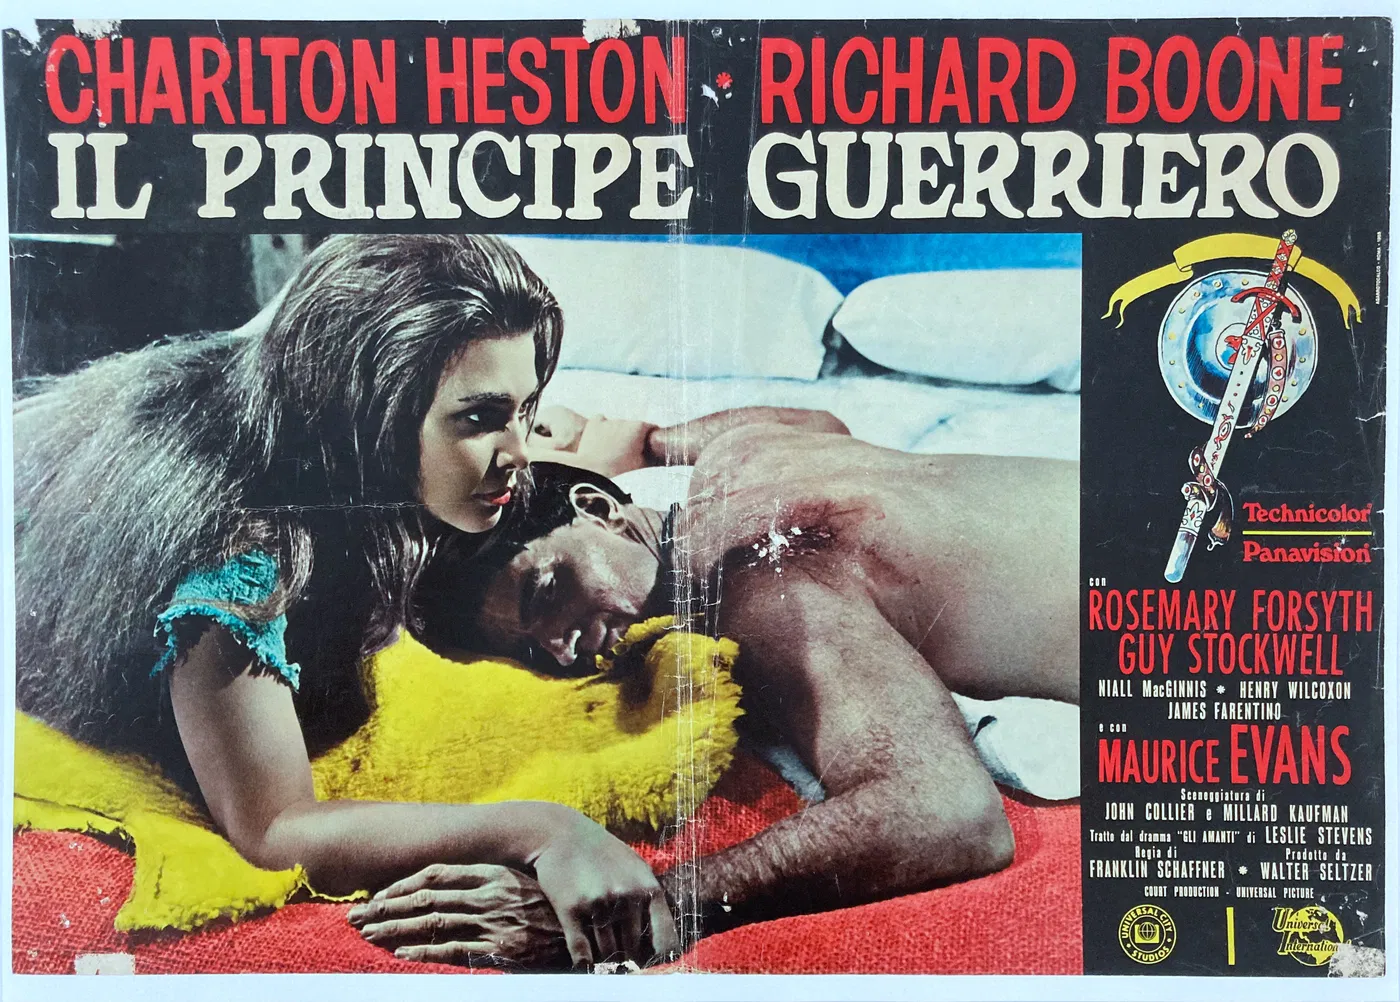 CHARLTON HESTON * RICHARD BOONE
IL PRINCIPE GUERRIERO
Technicolor
Panavision
con
ROSEMARY FORSYTH
GUY STOCKWELL
NIALL MacGINNIS * HENRY WILCOXON
JAMES FARENTINO
e con
MAURICE EVANS
Sceneggiatura di
JOHN COLLIER e MILLARD KAUFMAN
Tratto dal dramma "GLI AMANTI" di LESLIE STEVENS
Regia di Prodotto da
FRANKLIN SCHAFFNER * WALTER SELTZER
COURT PRODUCTION - UNIVERSAL PICTURE
UNIVERSAL CITY STUDIOS
Universal International